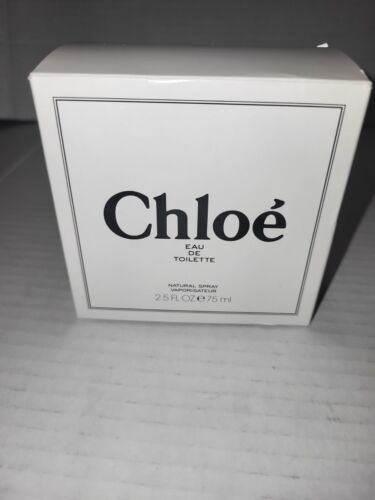 Chloé
EAU
DE
TOILETTE
NATURAL SPRAY
VAPORISATEUR
2.5 FL OZ ℮ 75 ml